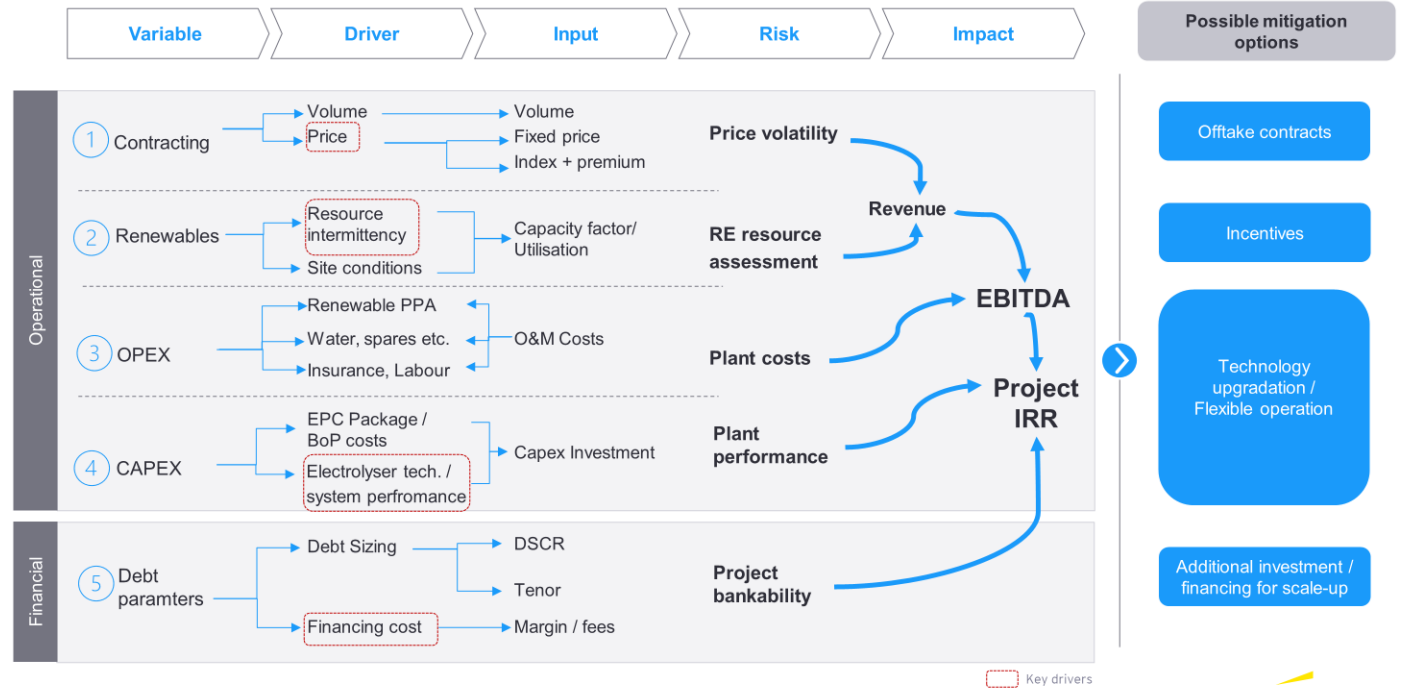 Variable
Driver
Input
Risk
Impact
Possible mitigation
options
Operational
1
Contracting
Volume
Price
Volume
Fixed price
Index + premium
Price volatility
2
Renewables
Resource
intermittency
Site conditions
Capacity factor/
Utilisation
RE resource
assessment
Revenue
3
OPEX
Renewable PPA
Water, spares etc.
Insurance, Labour
O&M Costs
Plant costs
EBITDA
4
CAPEX
EPC Package /
BoP costs
Electrolyser tech. /
system perfromance
Capex Investment
Plant
performance
Project
IRR
Financial
5
Debt
paramters
Debt Sizing
Financing cost
DSCR
Tenor
Margin / fees
Project
bankability
Offtake contracts
Incentives
Technology
upgradation /
Flexible operation
Additional investment /
financing for scale-up
Key drivers